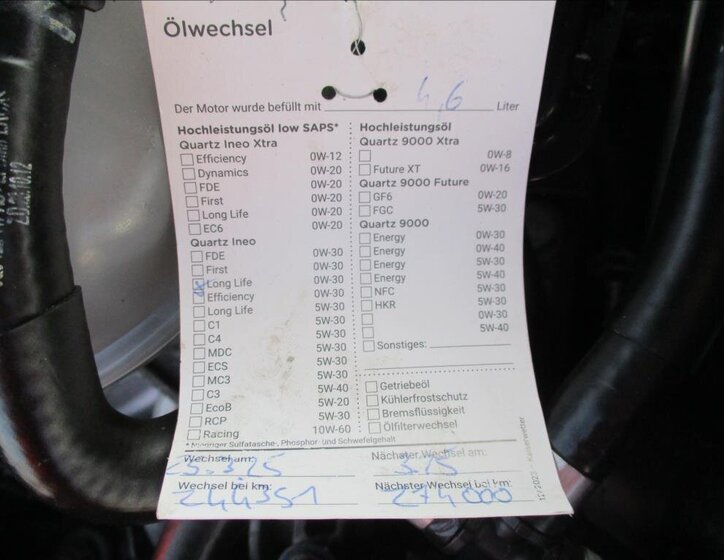 Ölwechsel
Der Motor wurde befüllt mit 4,6 Liter
Hochleistungsöl low SAPS*
Quartz Ineo Xtra
Efficiency 0W-12
Dynamics 0W-20
FDE 0W-20
First 0W-20
Long Life 0W-20
EC6 0W-20
Quartz Ineo
FDE 0W-30
First 0W-30
Long Life 0W-30
Efficiency 0W-30
Long Life 5W-30
C1 5W-30
C4 5W-30
MDC 5W-30
ECS 5W-30
MC3 5W-30
C3 5W-40
EcoB 5W-20
RCP 5W-30
Racing 10W-60
* Niedriger Sulfatasche-, Phosphor- und Schwefelgehalt
Hochleistungsöl
Quartz 9000 Xtra
0W-8
Future XT 0W-16
Quartz 9000 Future
GF6 0W-20
FGC 5W-30
Quartz 9000
Energy 0W-30
Energy 0W-40
Energy 5W-30
Energy 5W-40
NFC 5W-30
HKR 5W-30
0W-30
5W-40
Sonstiges:
Getriebeöl
Kühlerfrostschutz
Bremsflüssigkeit
Ölfilterwechsel
Wechsel am: Nächster Wechsel am:
Wechsel bei km: Nächster Wechsel bei km:
244351 274000
12/2023